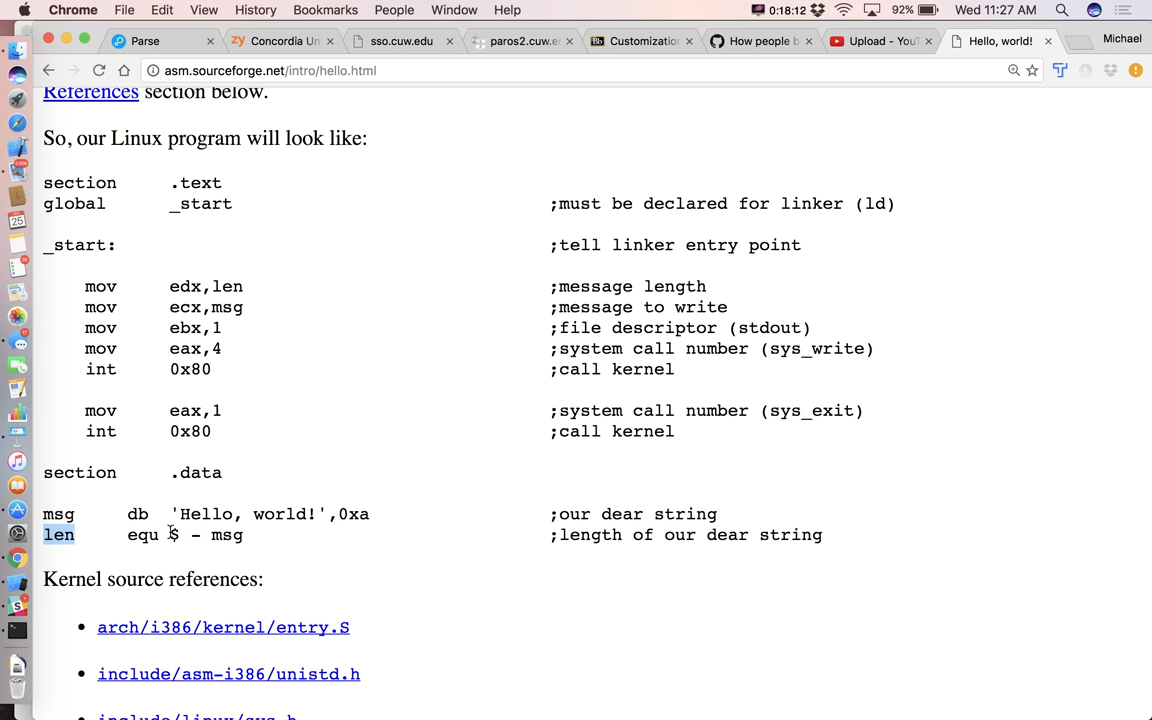 Chrome File Edit View History Bookmarks People Window Help 0:18:12 92% Wed 11:27 AM
Parse Concordia Un sso.cuw.edu paros2.cuw.e Customization How people b Upload - YouT Hello, world! Michael
asm.sourceforge.net/intro/hello.html
References section below.
So, our Linux program will look like:
section .text
global _start ;must be declared for linker (ld)
_start: ;tell linker entry point
mov edx,len ;message length
mov ecx,msg ;message to write
mov ebx,1 ;file descriptor (stdout)
mov eax,4 ;system call number (sys_write)
int 0x80 ;call kernel
mov eax,1 ;system call number (sys_exit)
int 0x80 ;call kernel
section .data
msg db 'Hello, world!',0xa ;our dear string
len equ $ - msg ;length of our dear string
Kernel source references:
arch/i386/kernel/entry.S
include/asm-i386/unistd.h
include/linux/sys.h